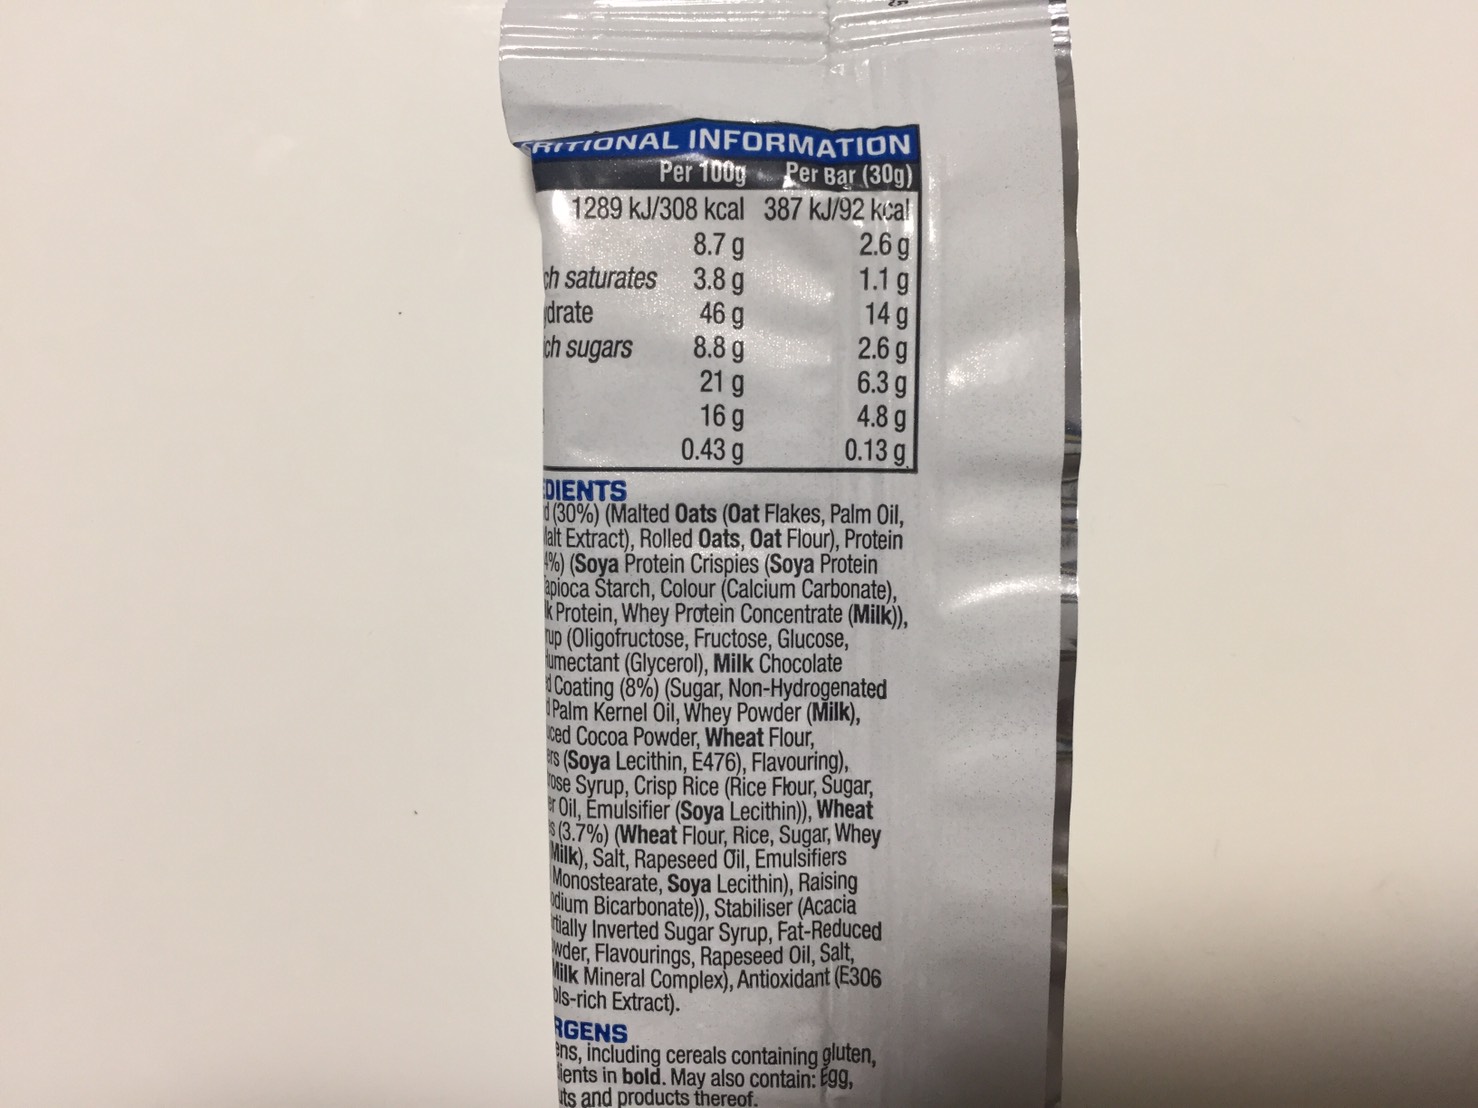 RITIONAL INFORMATION
Per 100g Per Bar (30g)
1289 kJ/308 kcal 387 kJ/92 kcal
8.7 g 2.6 g
ch saturates 3.8 g 1.1 g
drate 46 g 14 g
ch sugars 8.8 g 2.6 g
21 g 6.3 g
16 g 4.8 g
0.43 g 0.13 g
EDIENTS
d (30%) (Malted Oats (Oat Flakes, Palm Oil,
alt Extract), Rolled Oats, Oat Flour), Protein
4%) (Soya Protein Crispies (Soya Protein
apioca Starch, Colour (Calcium Carbonate),
k Protein, Whey Protein Concentrate (Milk)),
rup (Oligofructose, Fructose, Glucose,
umectant (Glycerol), Milk Chocolate
d Coating (8%) (Sugar, Non-Hydrogenated
d Palm Kernel Oil, Whey Powder (Milk),
uced Cocoa Powder, Wheat Flour,
ers (Soya Lecithin, E476), Flavouring),
rose Syrup, Crisp Rice (Rice Flour, Sugar,
er Oil, Emulsifier (Soya Lecithin)), Wheat
s (3.7%) (Wheat Flour, Rice, Sugar, Whey
Milk), Salt, Rapeseed Oil, Emulsifiers
Monostearate, Soya Lecithin), Raising
odium Bicarbonate)), Stabiliser (Acacia
rtially Inverted Sugar Syrup, Fat-Reduced
wder, Flavourings, Rapeseed Oil, Salt,
Milk Mineral Complex), Antioxidant (E306
ols-rich Extract).
RGENS
ens, including cereals containing gluten,
dients in bold. May also contain: Egg,
uts and products thereof.